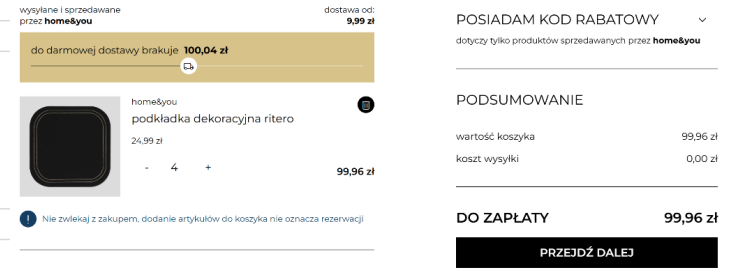 wysyłane i sprzedawane
przez home&you
dostawa od:
9,99 zł
do darmowej dostawy brakuje 100,04 zł
home&you
podkładka dekoracyjna ritero
24,99 zł
- 4 +
99,96 zł
Nie zwlekaj z zakupem, dodanie artykułów do koszyka nie oznacza rezerwacji
POSIADAM KOD RABATOWY
dotyczy tylko produktów sprzedawanych przez home&you
PODSUMOWANIE
wartość koszyka 99,96 zł
koszt wysyłki 0,00 zł
DO ZAPŁATY 99,96 zł
PRZEJDŹ DALEJ